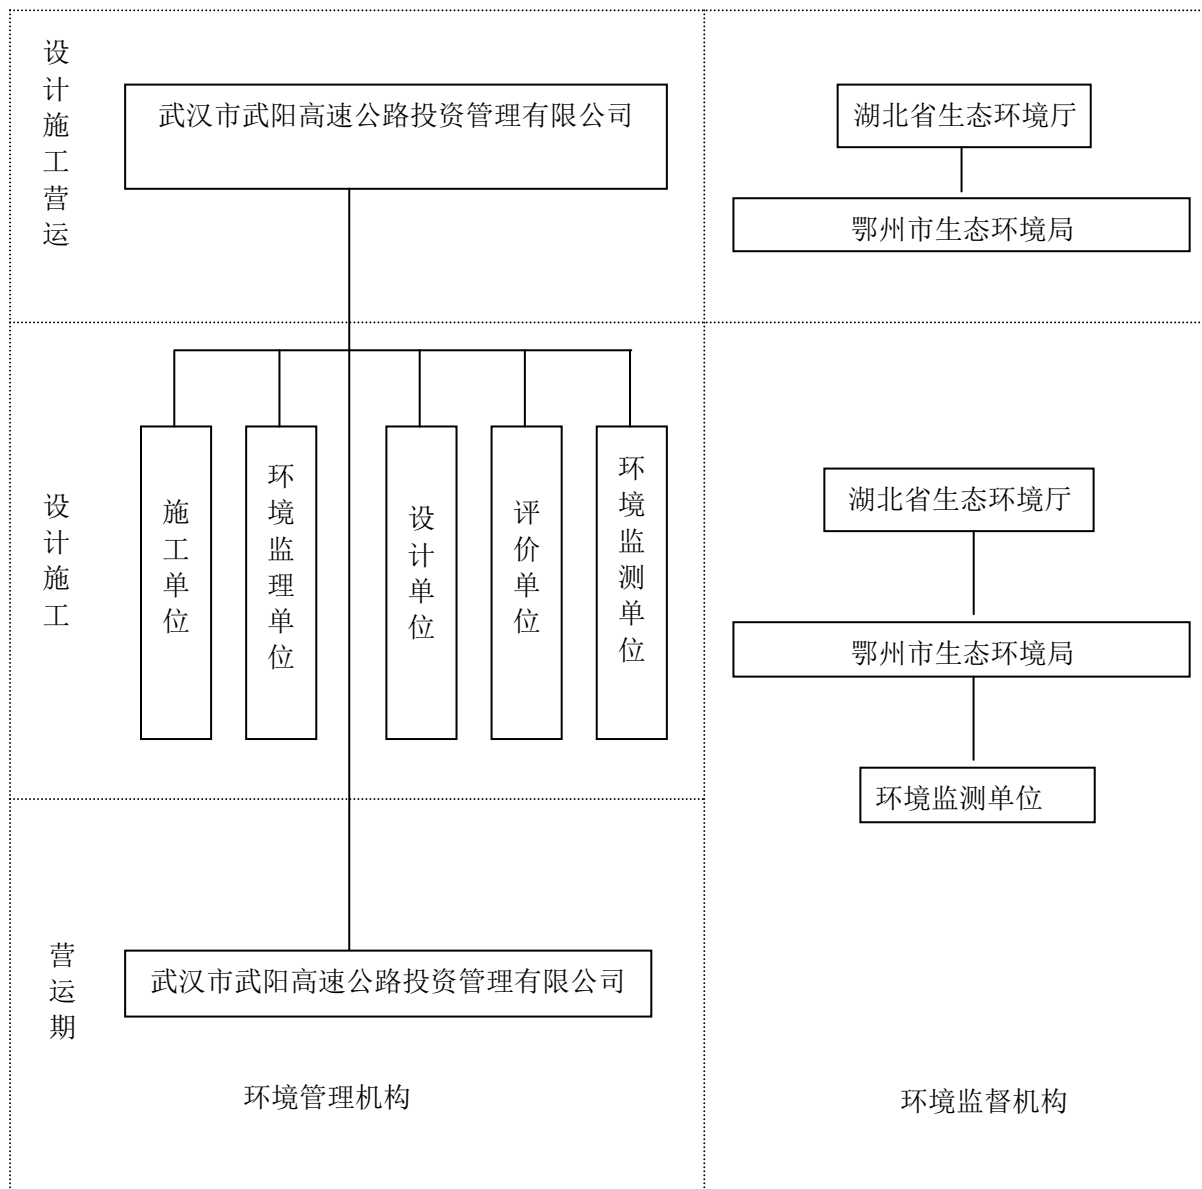 设计施工营运
武汉市武阳高速公路投资管理有限公司
湖北省生态环境厅
鄂州市生态环境局
设计施工
施工单位
环境监理单位
设计单位
评价单位
环境监测单位
湖北省生态环境厅
鄂州市生态环境局
环境监测单位
营运期
武汉市武阳高速公路投资管理有限公司
环境管理机构
环境监督机构